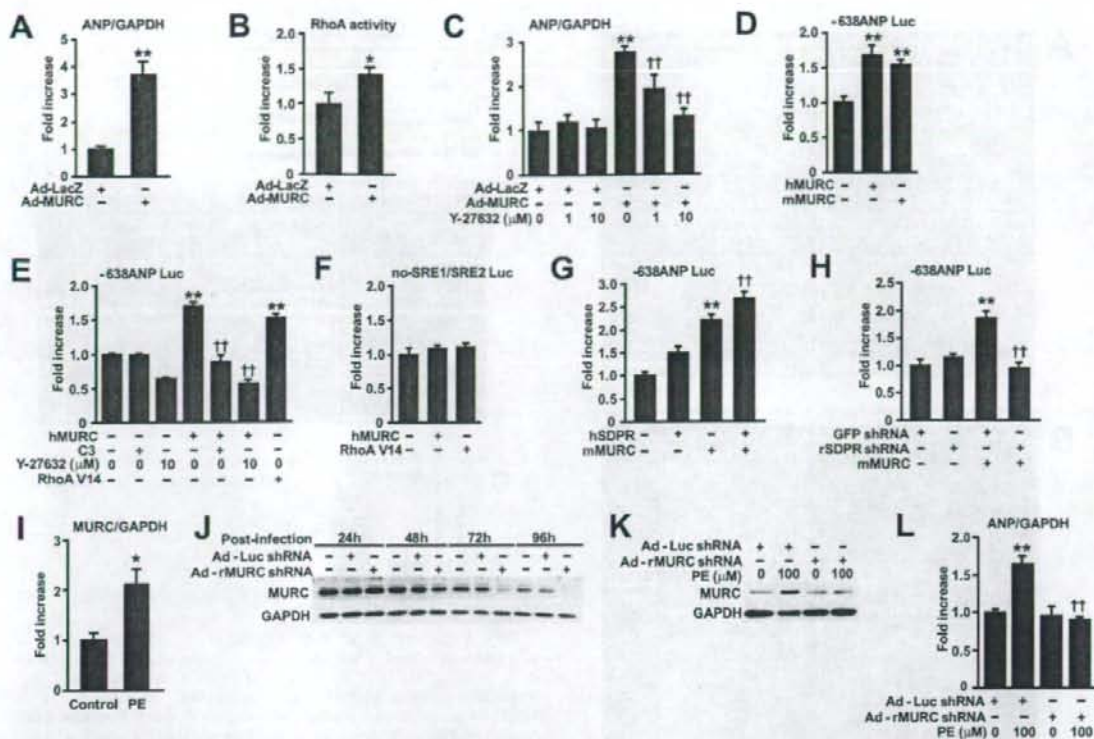 A
ANP/GAPDH
Fold increase
5
4
3
2
1
0
**
Ad-LacZ + –
Ad-MURC – +
B
RhoA activity
Fold increase
2.0
1.5
1.0
0.5
0
*
Ad-LacZ + –
Ad-MURC – +
C
ANP/GAPDH
Fold increase
3
2
1
0
** †† ††
Ad-LacZ + + + – – –
Ad-MURC – – – + + +
Y-27632 (μM) 0 1 10 0 1 10
D
-638ANP Luc
Fold increase
2.0
1.5
1.0
0.5
0
** **
hMURC – + –
mMURC – – +
E
-638ANP Luc
Fold increase
2.0
1.5
1.0
0.5
0
** †† †† **
hMURC – – – + + + –
C3 – + – – + – –
Y-27632 (μM) 0 0 10 0 0 10 0
RhoA V14 – – – – – – +
F
no-SRE1/SRE2 Luc
Fold increase
2.0
1.5
1.0
0.5
0
hMURC – + –
RhoA V14 – – +
G
-638ANP Luc
Fold increase
3.0
2.5
2.0
1.5
1.0
0.5
0
** ††
hSDPR – + – +
mMURC – – + +
H
-638ANP Luc
Fold increase
2.5
2.0
1.5
1.0
0.5
0
** ††
GFP shRNA + – + –
rSDPR shRNA – + – +
mMURC – – + +
I
MURC/GAPDH
Fold increase
3
2
1
0
*
Control PE
J
Post-infection
24h 48h 72h 96h
Ad - Luc shRNA – + – – + – – + – – + –
Ad - rMURC shRNA – – + – – + – – + – – +
MURC
GAPDH
K
Ad - Luc shRNA + + – –
Ad - rMURC shRNA – – + +
PE (μM) 0 100 0 100
MURC
GAPDH
L
ANP/GAPDH
Fold increase
2.0
1.5
1.0
0.5
0
** ††
Ad - Luc shRNA + + – –
Ad - rMURC shRNA – – + +
PE (μM) 0 100 0 100